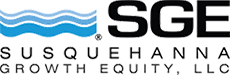 ® SGE
SUSQUEHANNA
GROWTH EQUITY, LLC